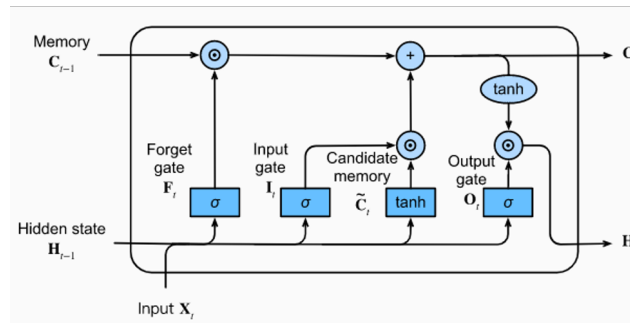 Memory
C_{t−1}
⊙
+
C
tanh
Forget
gate
F_t
Input
gate
I_t
Candidate
memory
C̃_t
⊙
Output
gate
O_t
⊙
σ
σ
tanh
σ
Hidden state
H_{t−1}
H
Input X_t